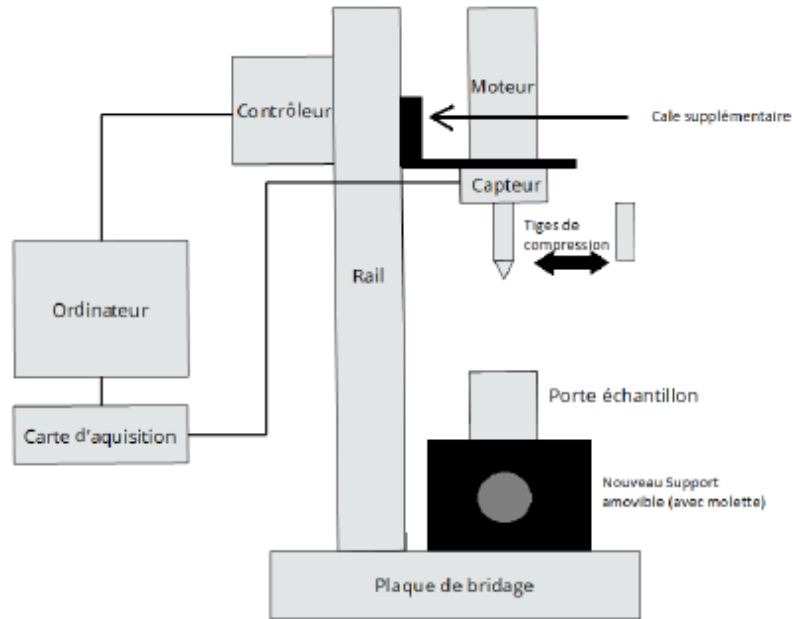 Moteur
Contrôleur
Cale supplémentaire
Capteur
Tiges de
compression
Rail
Ordinateur
Porte échantillon
Carte d'aquisition
Nouveau Support
amovible (avec molette)
Plaque de bridage